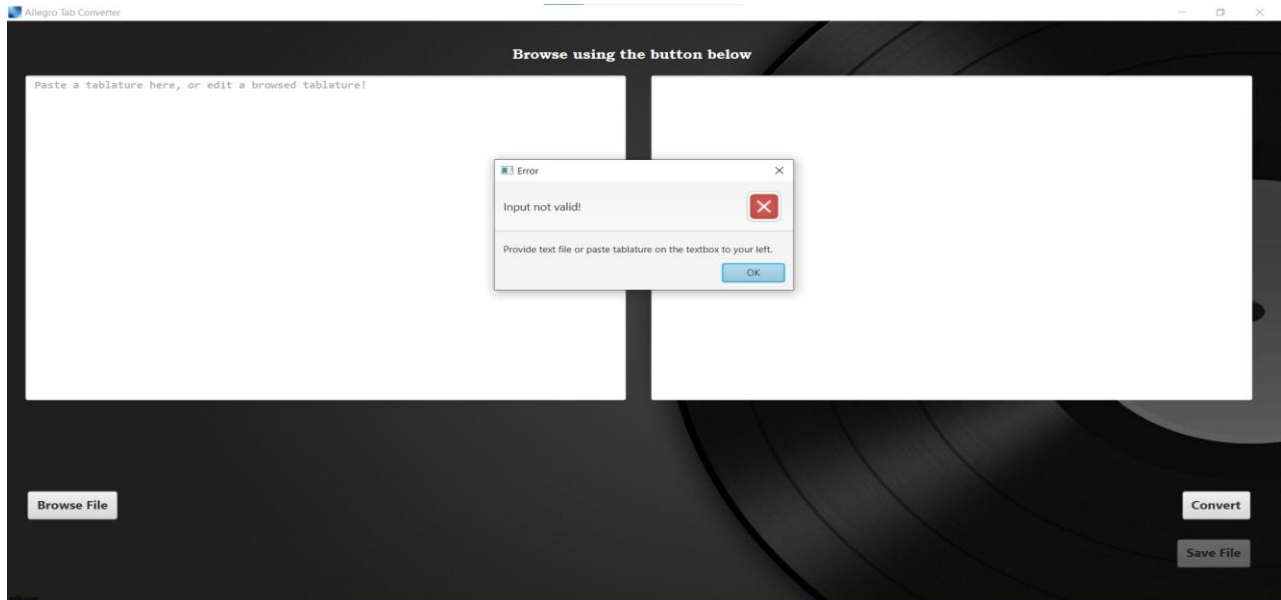 Allegro Tab Converter
Browse using the button below
Paste a tablature here, or edit a browsed tablature!
Error
Input not valid!
Provide text file or paste tablature on the textbox to your left.
OK
Browse File
Convert
Save File